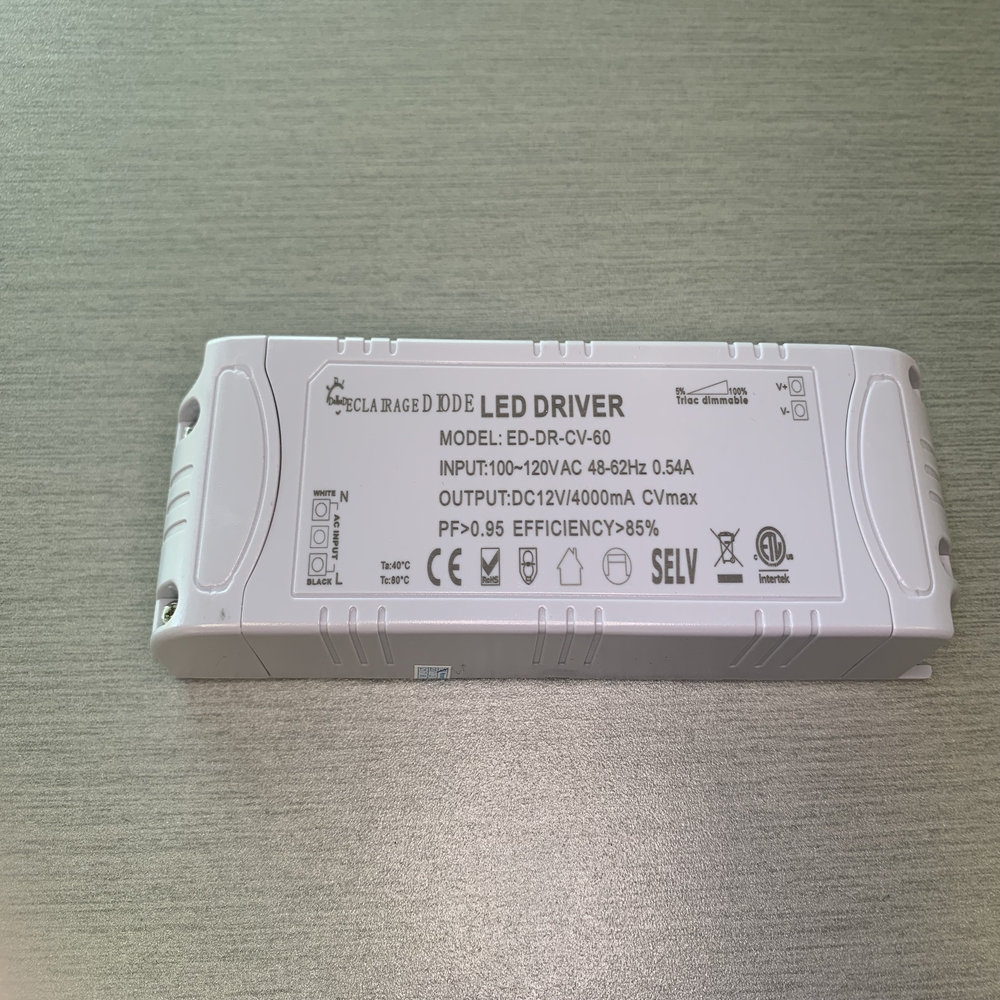 ECLAIRAGE DIODE LED DRIVER
MODEL: ED-DR-CV-60
INPUT:100~120VAC 48-62Hz 0.54A
OUTPUT:DC12V/4000mA CVmax
PF>0.95 EFFICIENCY>85%
5% 100%
Triac dimmable
V+
V-
WHITE N
AC INPUT
BLACK L
Ta:40°C
Tc:80°C
CE
RoHS
SELV
C ETL US
Intertek